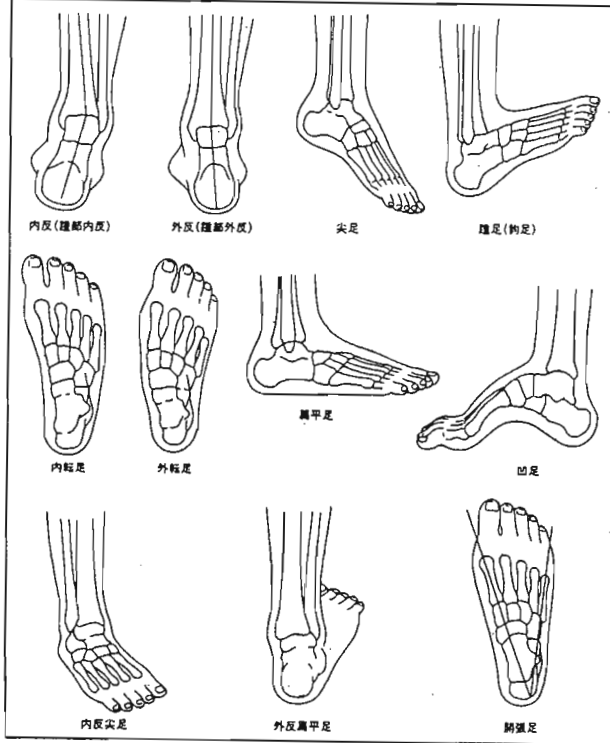 内反(踵部内反)
外反(踵部外反)
尖足
踵足(鉤足)
内転足
外転足
扁平足
凹足
内反尖足
外反扁平足
開張足